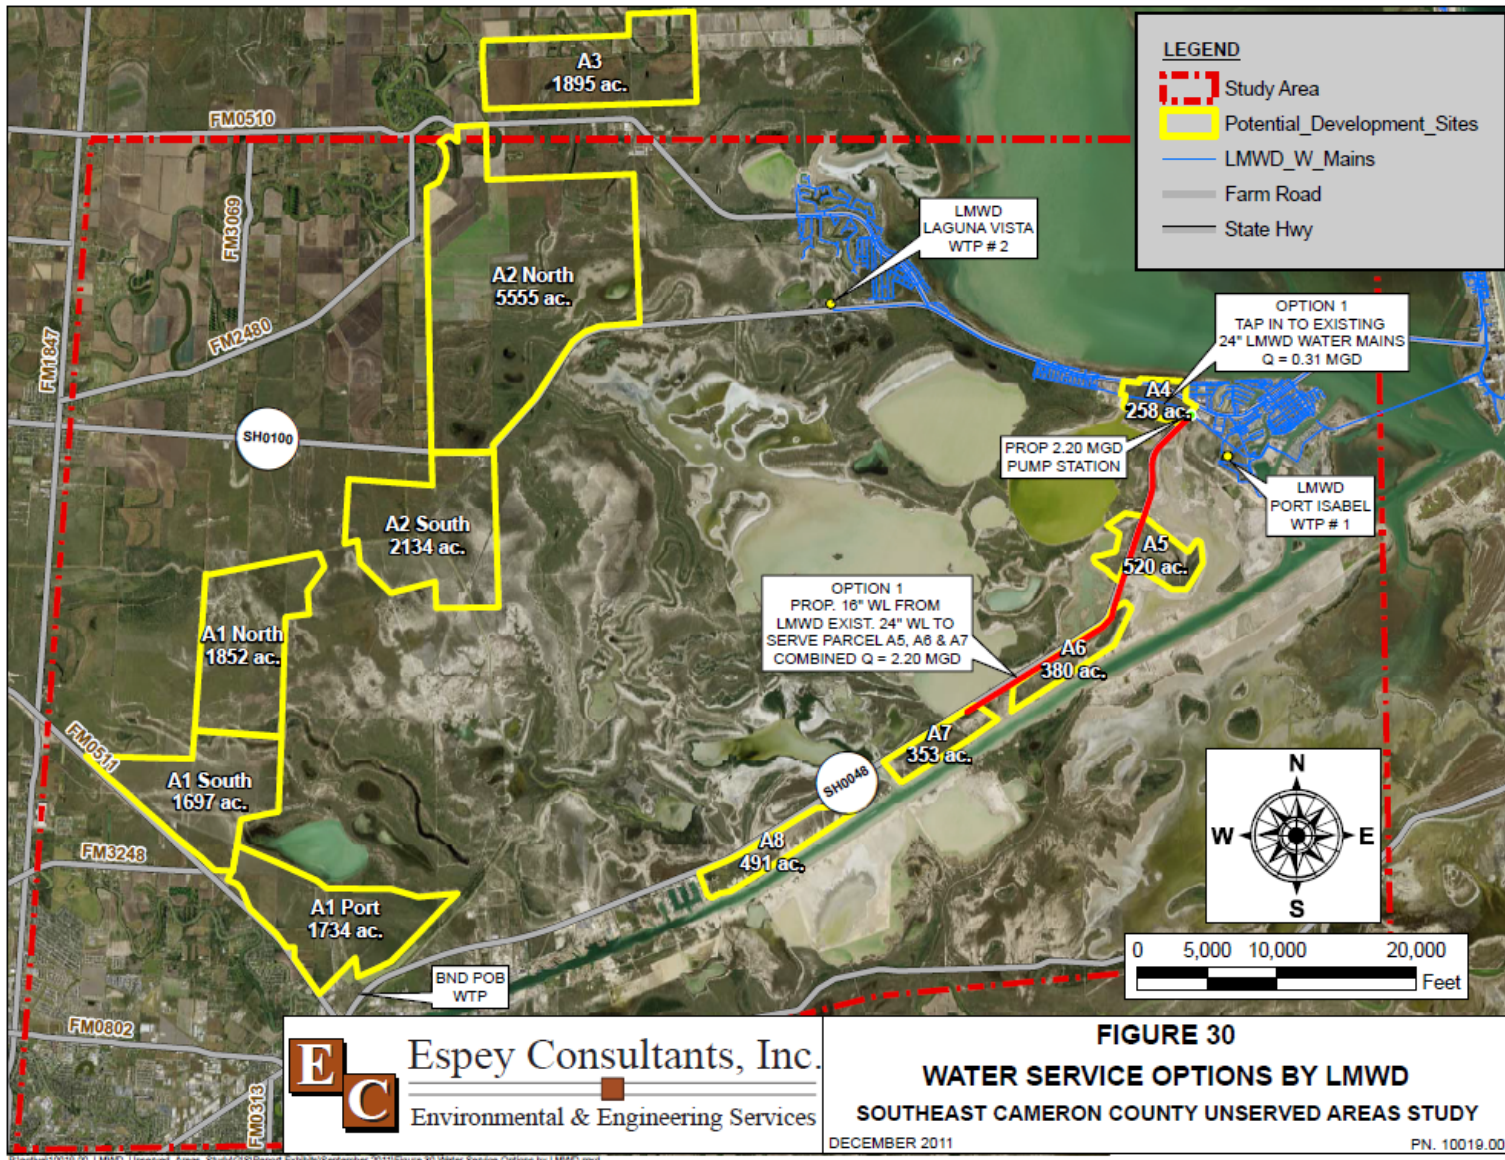 A3
1895 ac.
LEGEND
Study Area
Potential_Development_Sites
LMWD_W_Mains
Farm Road
State Hwy
FM0510
FM3069
LMWD
LAGUNA VISTA
WTP # 2
A2 North
5555 ac.
OPTION 1
TAP IN TO EXISTING
24" LMWD WATER MAINS
Q = 0.31 MGD
FM2480
FM1847
A4
258 ac.
SH0100
PROP 2.20 MGD
PUMP STATION
LMWD
PORT ISABEL
WTP # 1
A2 South
2134 ac.
A5
520 ac.
OPTION 1
PROP. 16" WL FROM
LMWD EXIST. 24" WL TO
SERVE PARCEL A5, A6 & A7
COMBINED Q = 2.20 MGD
A1 North
1852 ac.
A6
380 ac.
FM0511
A7
353 ac.
A1 South
1697 ac.
SH0048
N
W E
S
FM3248
A8
491 ac.
A1 Port
1734 ac.
0 5,000 10,000 20,000
Feet
BND POB
WTP
FM0802
FM0313
EC
Espey Consultants, Inc.
Environmental & Engineering Services
FIGURE 30
WATER SERVICE OPTIONS BY LMWD
SOUTHEAST CAMERON COUNTY UNSERVED AREAS STUDY
DECEMBER 2011
PN. 10019.00